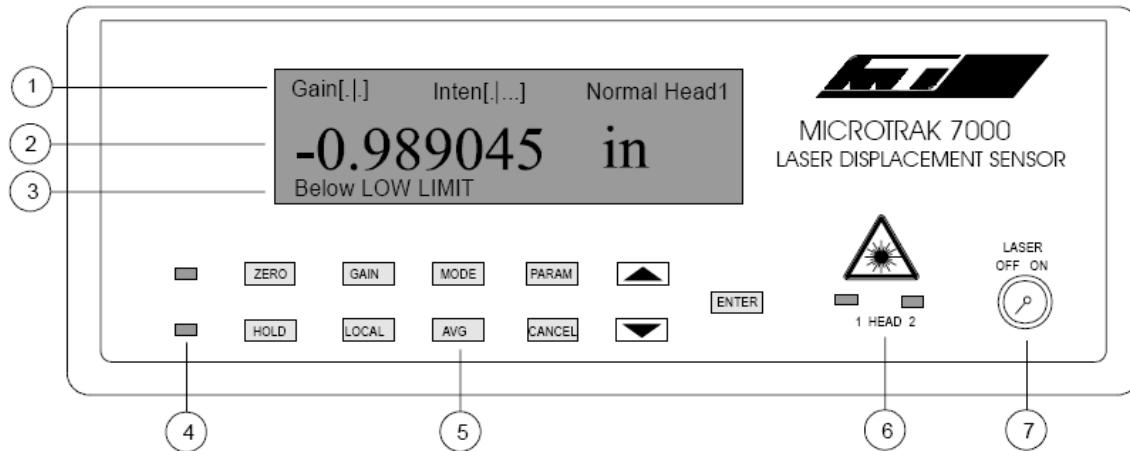 1
Gain[.|.] Inten[.|...] Normal Head1
2
-0.989045 in
3
Below LOW LIMIT
MTI
MICROTRAK 7000
LASER DISPLACEMENT SENSOR
LASER
OFF ON
ZERO GAIN MODE PARAM
ENTER
1 HEAD 2
HOLD LOCAL AVG CANCEL
4 5 6 7